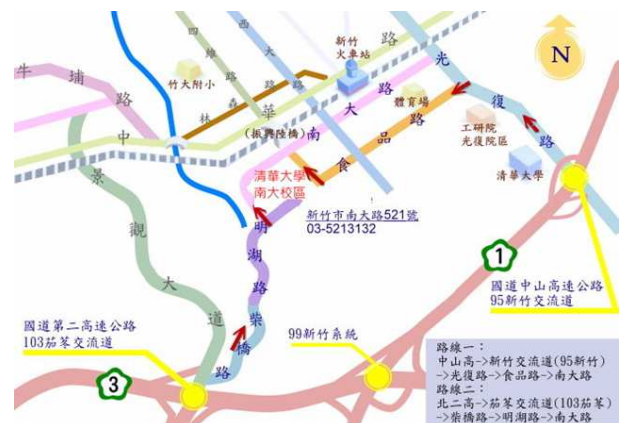 四維路
西大路
新竹
火車站
中華路
光復路
N
牛埔路
竹大附小
林森路
(振興陸橋)
南大路
體育場
食品路
工研院
光復院區
清華大學
清華大學
南大校區
新竹市南大路521號
03-5213132
景觀大道
明湖路
柴橋路
1
國道中山高速公路
95新竹交流道
國道第二高速公路
103茄苳交流道
99新竹系統
3
路線一：
中山高->新竹交流道(95新竹)
->光復路->食品路->南大路
路線二：
北二高->茄苳交流道(103茄苳)
->柴橋路->明湖路->南大路